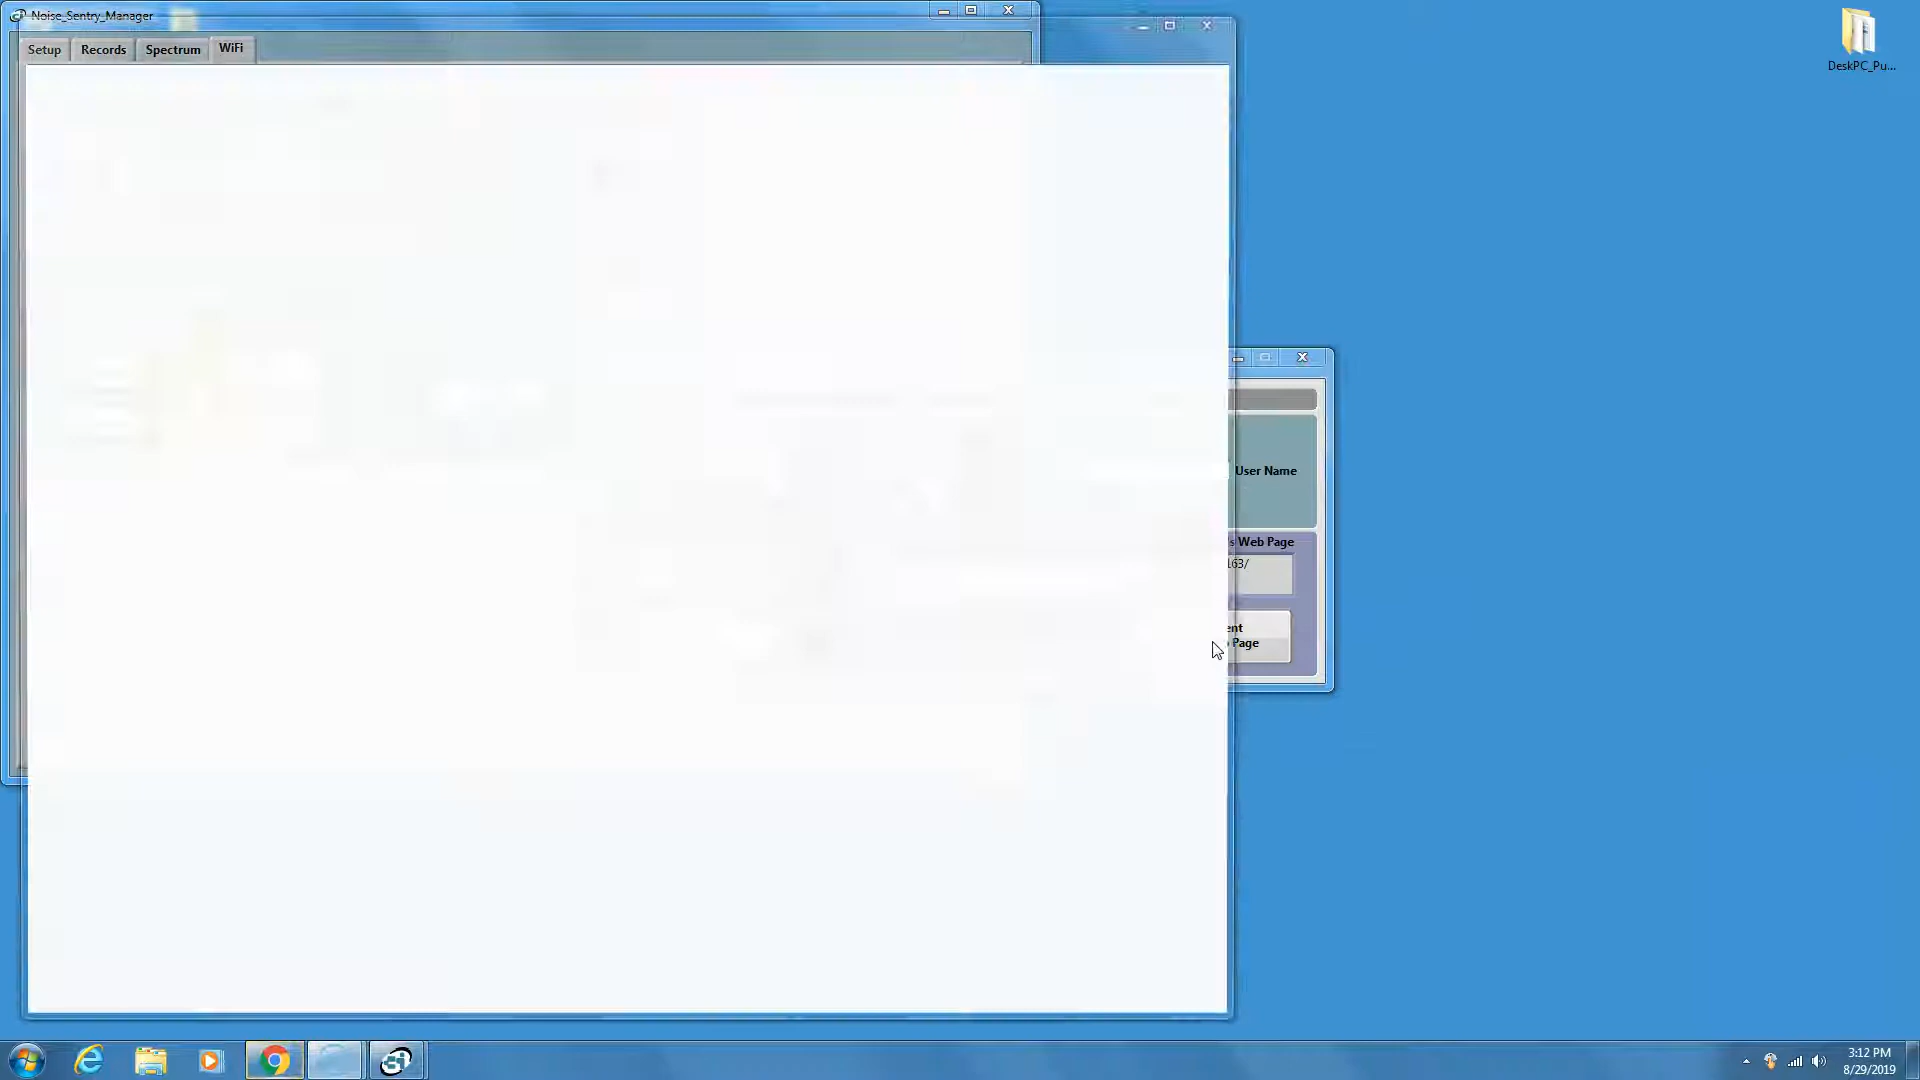 Noise_Sentry_Manager
Setup Records Spectrum WiFi
DeskPC_Pu...
User Name
's Web Page
163/
ent
Page
3:12 PM
8/29/2019